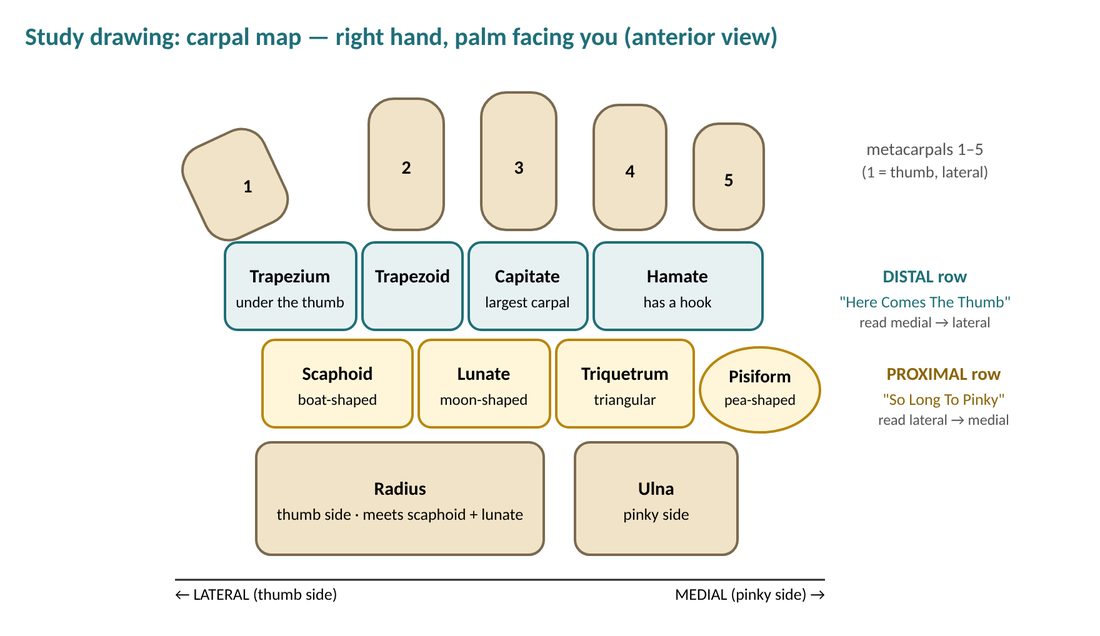 Study drawing: carpal map — right hand, palm facing you (anterior view)
1
2
3
4
5
metacarpals 1–5
(1 = thumb, lateral)
Trapezium
under the thumb
Trapezoid
Capitate
largest carpal
Hamate
has a hook
DISTAL row
"Here Comes The Thumb"
read medial → lateral
Scaphoid
boat-shaped
Lunate
moon-shaped
Triquetrum
triangular
Pisiform
pea-shaped
PROXIMAL row
"So Long To Pinky"
read lateral → medial
Radius
thumb side · meets scaphoid + lunate
Ulna
pinky side
← LATERAL (thumb side)
MEDIAL (pinky side) →